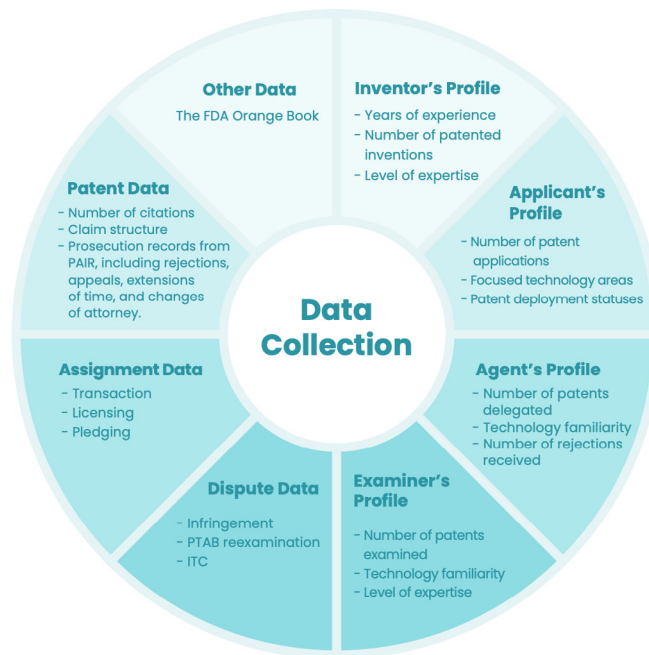 Data
Collection
Inventor's Profile
- Years of experience
- Number of patented
inventions
- Level of expertise
Applicant's
Profile
- Number of patent
applications
- Focused technology areas
- Patent deployment statuses
Agent's Profile
- Number of patents
delegated
- Technology familiarity
- Number of rejections
received
Examiner's
Profile
- Number of patents
examined
- Technology familiarity
- Level of expertise
Dispute Data
- Infringement
- PTAB reexamination
- ITC
Assignment Data
- Transaction
- Licensing
- Pledging
Patent Data
- Number of citations
- Claim structure
- Prosecution records from
PAIR, including rejections,
appeals, extensions
of time, and changes
of attorney.
Other Data
The FDA Orange Book